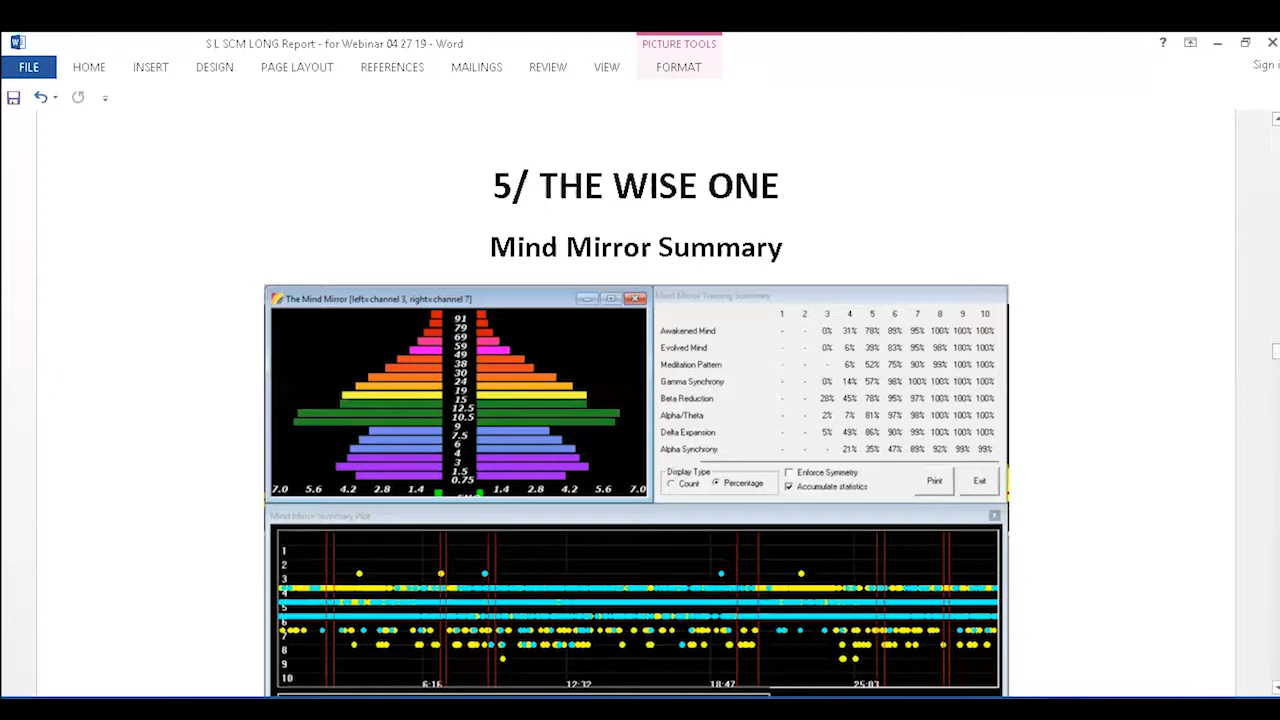 S L SCM LONG Report - for Webinar 04 27 19 - Word
PICTURE TOOLS
?
FILE HOME INSERT DESIGN PAGE LAYOUT REFERENCES MAILINGS REVIEW VIEW FORMAT
Sign i
5/ THE WISE ONE
Mind Mirror Summary
The Mind Mirror [left=channel 3, right=channel 7]
91
79
69
59
49
38
30
24
19
15
12.5
10.5
9
7.5
6
4
3
1.5
0.75
7.0 5.6 4.2 2.8 1.4 1.4 2.8 4.2 5.6 7.0
Mind Mirror Training Summary
1 2 3 4 5 6 7 8 9 10
Awakened Mind - - 0% 31% 78% 89% 95% 100% 100% 100%
Evolved Mind - - 0% 6% 39% 83% 95% 98% 100% 100%
Meditation Pattern - - - 6% 52% 75% 90% 99% 100% 100%
Gamma Synchrony - - 0% 14% 57% 98% 100% 100% 100% 100%
Beta Reduction - - 28% 45% 78% 95% 97% 100% 100% 100%
Alpha/Theta - - 2% 7% 81% 97% 98% 100% 100% 100%
Delta Expansion - - 5% 49% 86% 90% 99% 100% 100% 100%
Alpha Synchrony - - - 21% 35% 47% 89% 92% 99% 99%
Display Type
Count Percentage
Enforce Symmetry
Accumulate statistics
Print
Exit
Mind Mirror Summary Plot
1
2
3
4
5
6
7
8
9
10
6:16 12:32 18:47 25:03